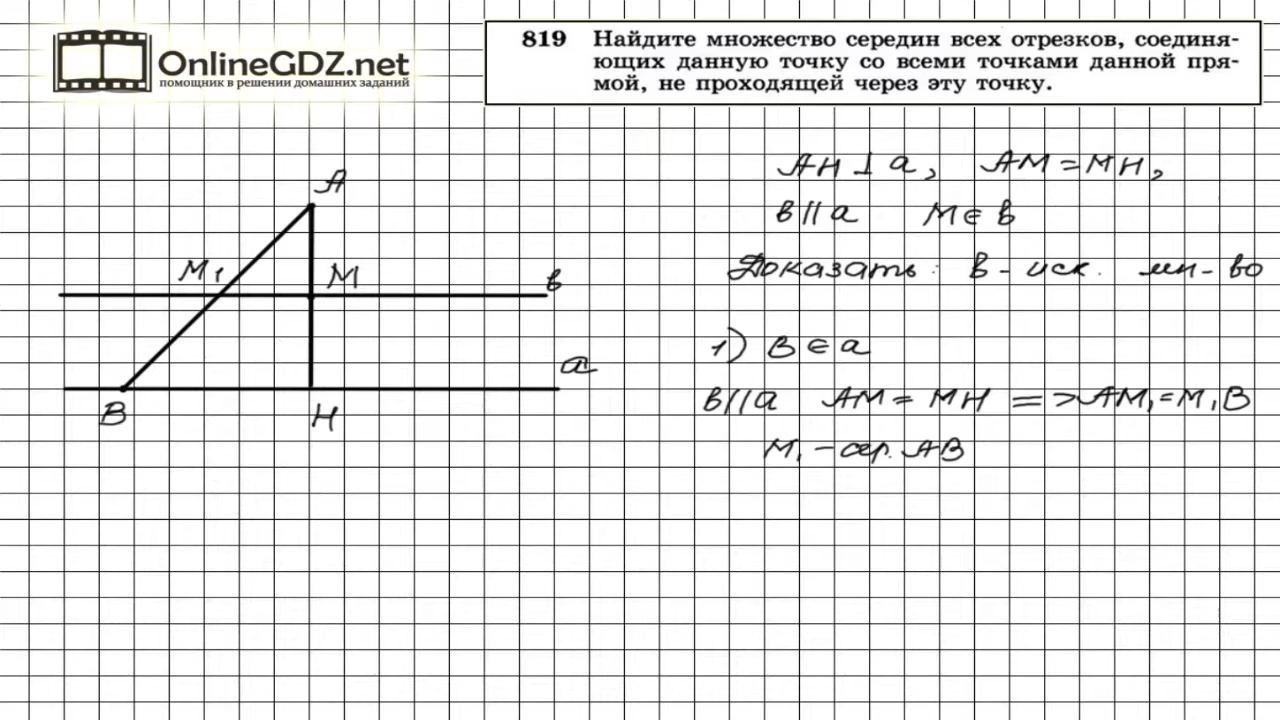 OnlineGDZ.net
помощник в решении домашних заданий
819 Найдите множество середин всех отрезков, соединя-
ющих данную точку со всеми точками данной пря-
мой, не проходящей через эту точку.
AH ⊥ a, AM = MH,
в || a M ∈ в
Доказать: в - иск. мн-во
1) B ∈ a
в || a AM = MH => AM₁ = M₁B
M₁ - сер. AB
A
M₁ M в
a
B H